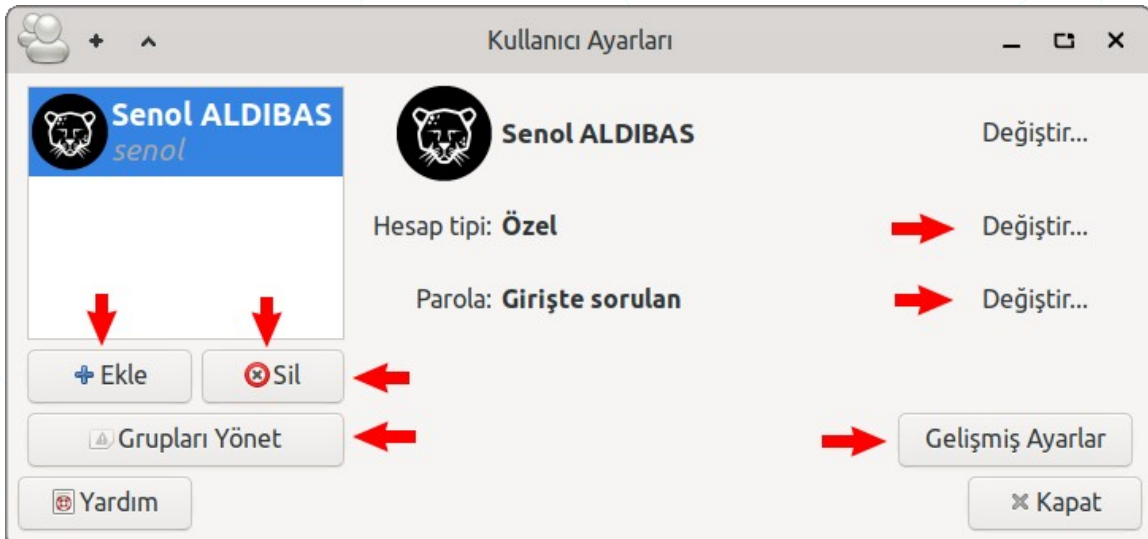 Kullanıcı Ayarları
Senol ALDIBAS
senol
Senol ALDIBAS
Değiştir...
Hesap tipi: Özel
Değiştir...
Parola: Girişte sorulan
Değiştir...
Ekle
Sil
Grupları Yönet
Gelişmiş Ayarlar
Yardım
Kapat